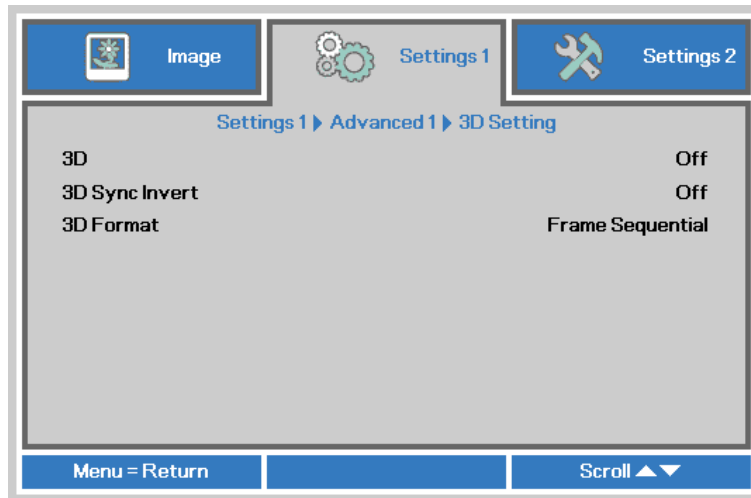 Image
Settings 1
Settings 2
Settings 1 ▶ Advanced 1 ▶ 3D Setting
3D Off
3D Sync Invert Off
3D Format Frame Sequential
Menu = Return
Scroll ▲▼